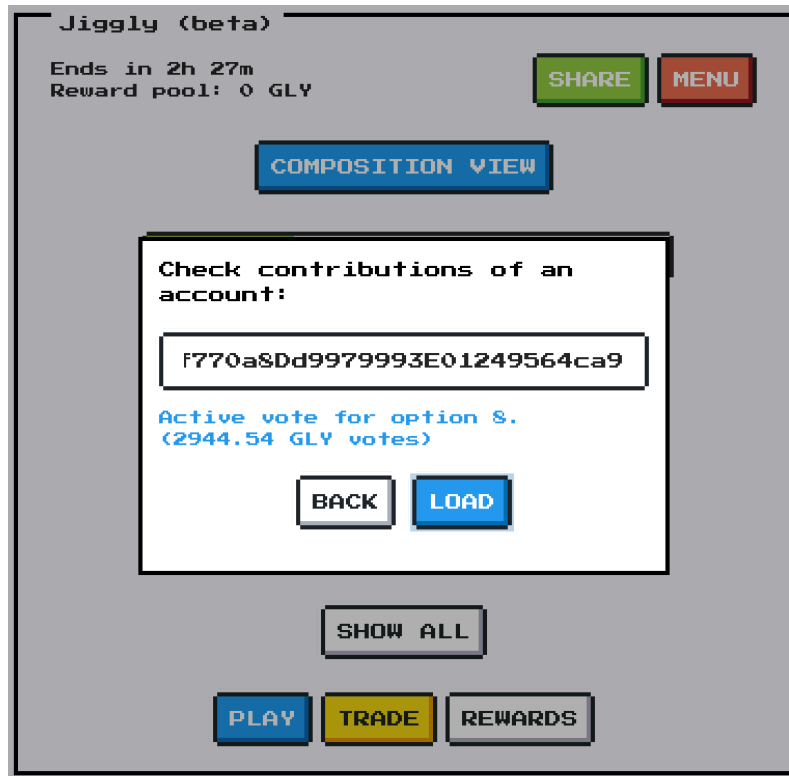 Jiggly (beta)
Ends in 2h 27m
Reward pool: 0 GLY
SHARE
MENU
COMPOSITION VIEW
Check contributions of an
account:
f770a8Dd9979993E01249564ca9
Active vote for option 8.
(2944.54 GLY votes)
BACK
LOAD
SHOW ALL
PLAY
TRADE
REWARDS